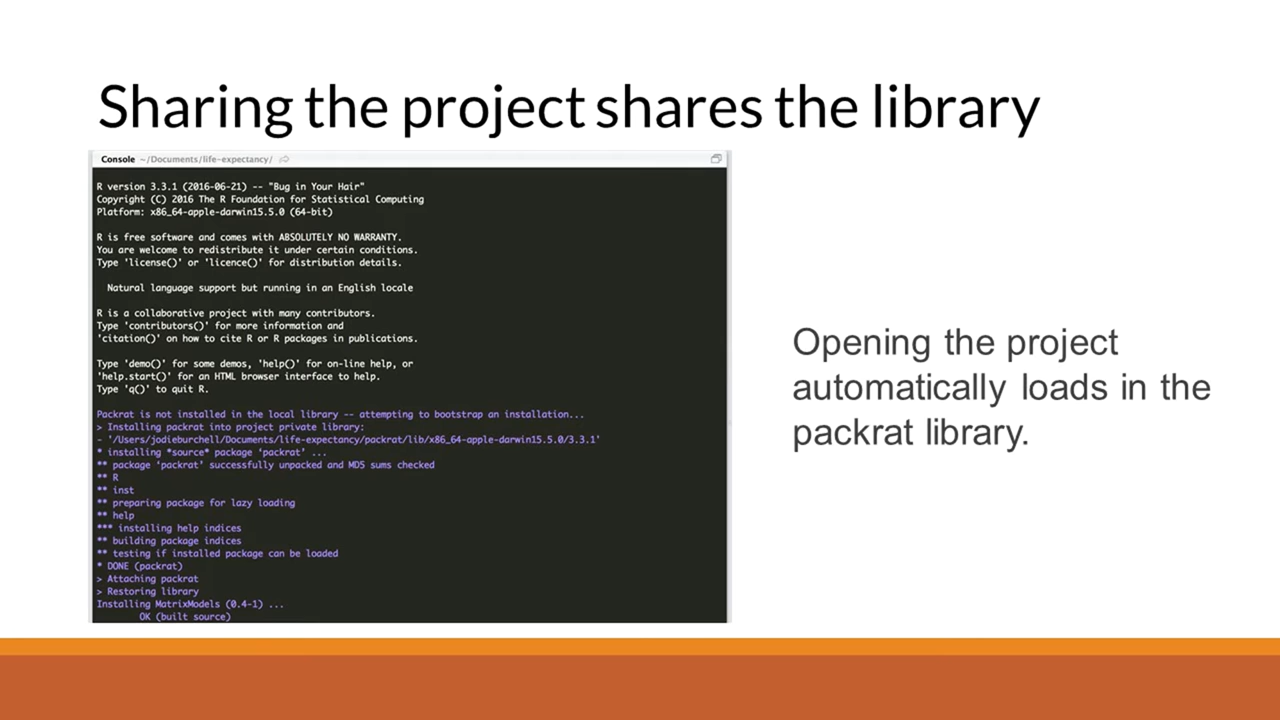 Sharing the project shares the library
Console ~/Documents/life-expectancy/
R version 3.3.1 (2016-06-21) -- "Bug in Your Hair"
Copyright (C) 2016 The R Foundation for Statistical Computing
Platform: x86_64-apple-darwin15.5.0 (64-bit)
R is free software and comes with ABSOLUTELY NO WARRANTY.
You are welcome to redistribute it under certain conditions.
Type 'license()' or 'licence()' for distribution details.
Natural language support but running in an English locale
R is a collaborative project with many contributors.
Type 'contributors()' for more information and
'citation()' on how to cite R or R packages in publications.
Type 'demo()' for some demos, 'help()' for on-line help, or
'help.start()' for an HTML browser interface to help.
Type 'q()' to quit R.
Packrat is not installed in the local library -- attempting to bootstrap an installation...
> Installing packrat into project private library:
- '/Users/jodieburchell/Documents/life-expectancy/packrat/lib/x86_64-apple-darwin15.5.0/3.3.1'
* installing *source* package ‘packrat’ ...
** package ‘packrat’ successfully unpacked and MD5 sums checked
** R
** inst
** preparing package for lazy loading
** help
*** installing help indices
** building package indices
** testing if installed package can be loaded
* DONE (packrat)
> Attaching packrat
> Restoring library
Installing MatrixModels (0.4-1) ...
OK (built source)
Opening the project
automatically loads in the
packrat library.